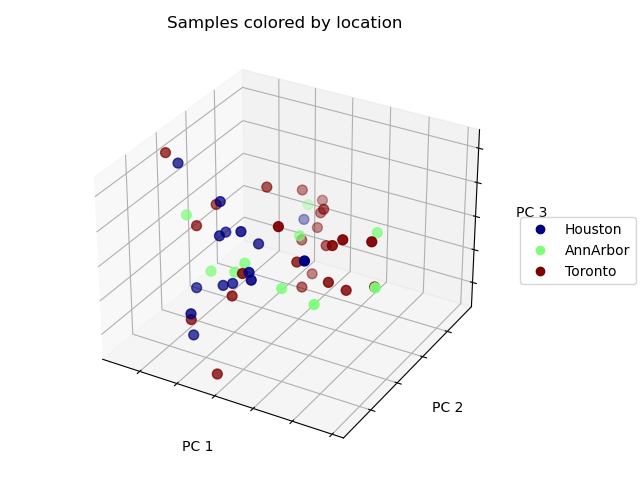 Samples colored by location
PC 3
Houston
AnnArbor
Toronto
PC 2
PC 1